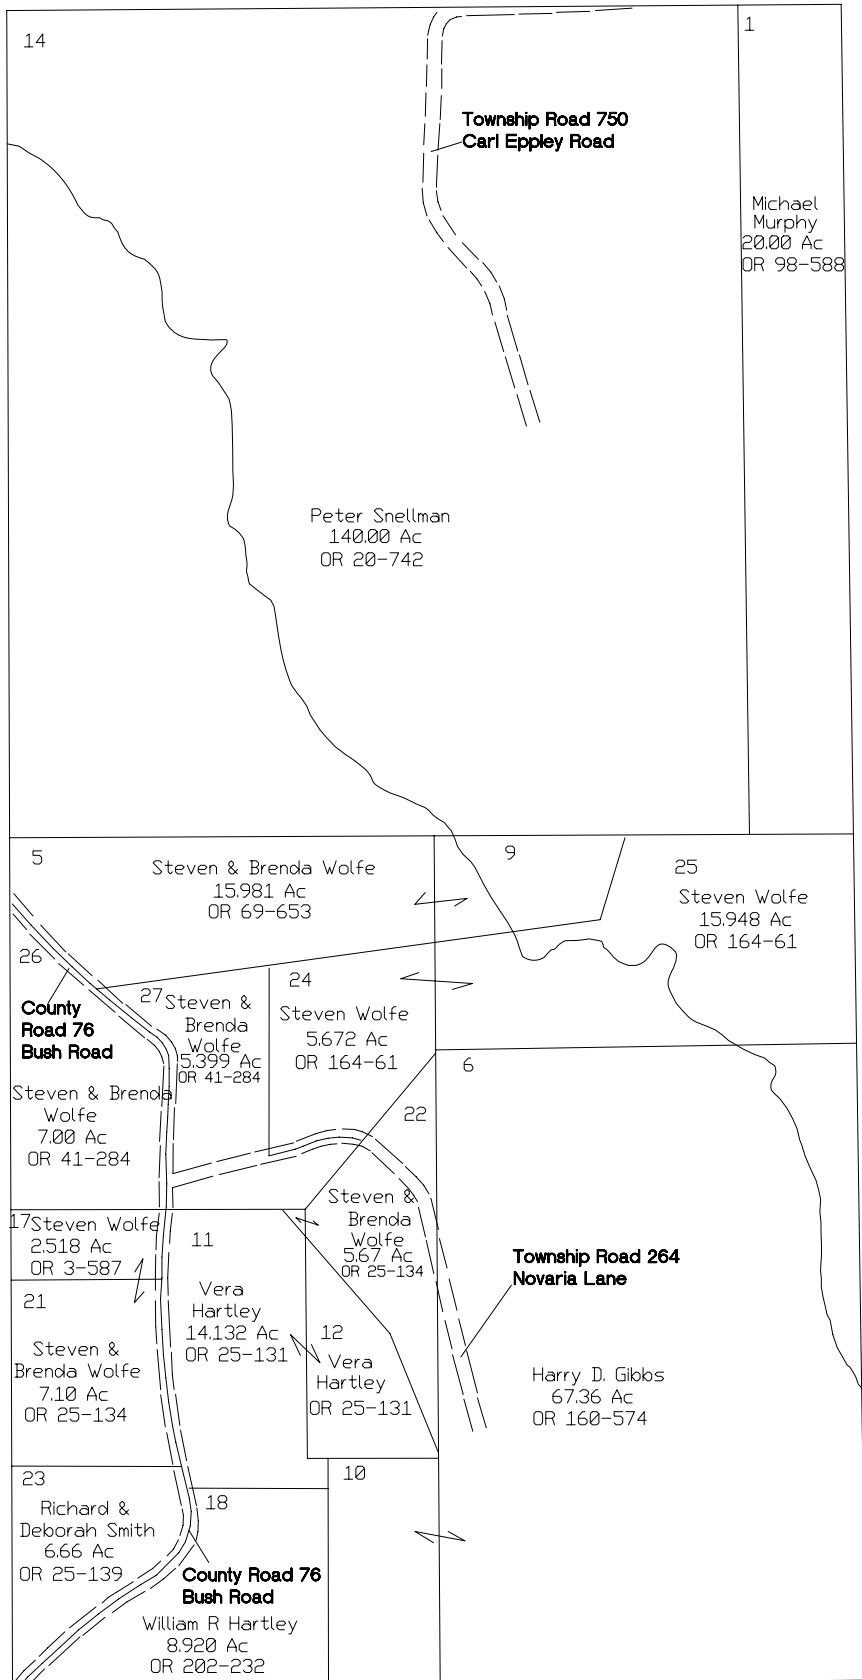 14
1
Township Road 750
Carl Eppley Road
Michael
Murphy
20.00 Ac
OR 98-588
Peter Snellman
140.00 Ac
OR 20-742
5
Steven & Brenda Wolfe
15.981 Ac
OR 69-653
9
25
Steven Wolfe
15.948 Ac
OR 164-61
26
County
Road 76
Bush Road
27
Steven &
Brenda
Wolfe
5.399 Ac
OR 41-284
24
Steven Wolfe
5.672 Ac
OR 164-61
6
Steven & Brenda
Wolfe
7.00 Ac
OR 41-284
22
Steven &
Brenda
Wolfe
5.67 Ac
OR 25-134
17
Steven Wolfe
2.518 Ac
OR 3-587
11
Vera
Hartley
14.132 Ac
OR 25-131
Township Road 264
Novaria Lane
21
Steven &
Brenda Wolfe
7.10 Ac
OR 25-134
12
Vera
Hartley
OR 25-131
Harry D. Gibbs
67.36 Ac
OR 160-574
23
Richard &
Deborah Smith
6.66 Ac
OR 25-139
10
18
County Road 76
Bush Road
William R Hartley
8.920 Ac
OR 202-232